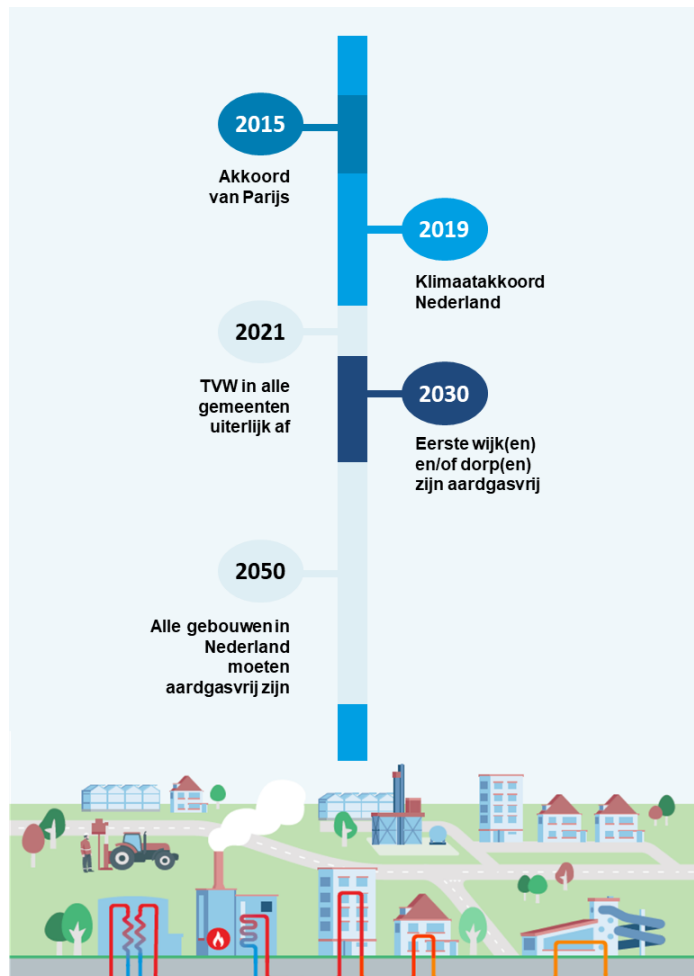 2015
Akkoord
van Parijs
2019
Klimaatakkoord
Nederland
2021
TVW in alle
gemeenten
uiterlijk af
2030
Eerste wijk(en)
en/of dorp(en)
zijn aardgasvrij
2050
Alle gebouwen in
Nederland
moeten
aardgasvrij zijn